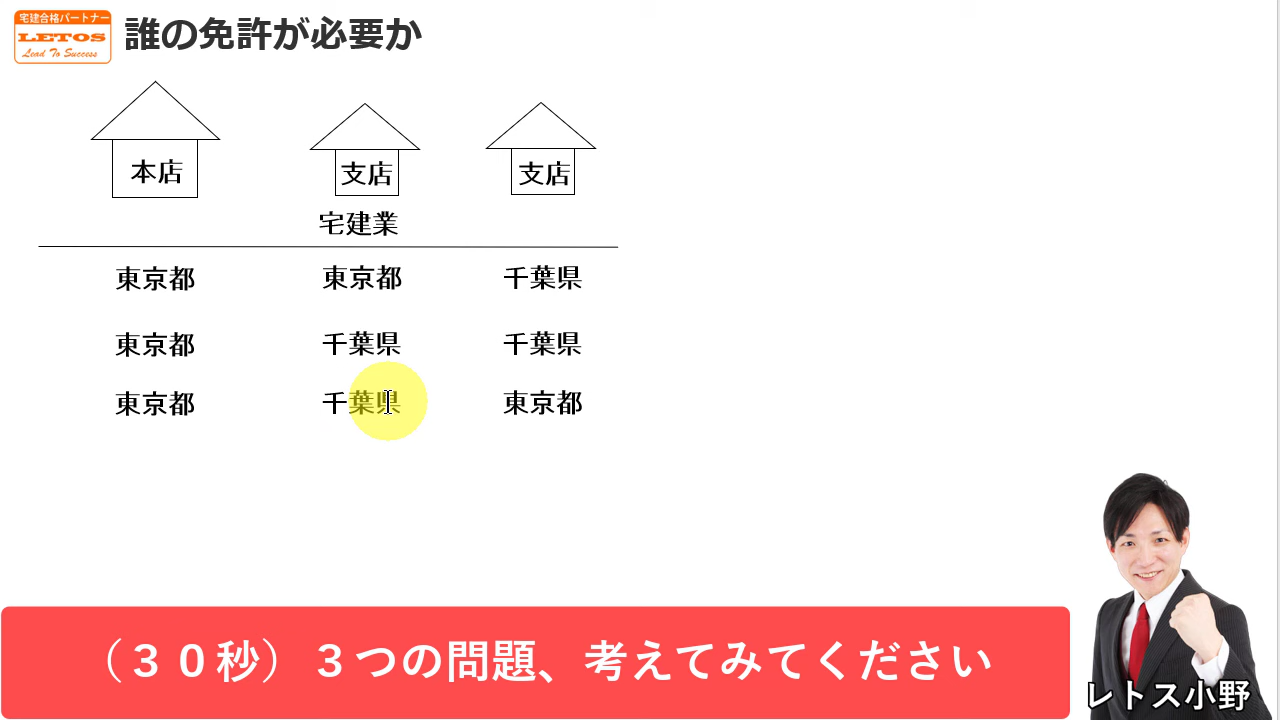 宅建合格パートナー
LETOS
Lead To Success
誰の免許が必要か
本店 支店 支店
宅建業
東京都 東京都 千葉県
東京都 千葉県 千葉県
東京都 千葉県 東京都
（３０秒）３つの問題、考えてみてください
レトス小野